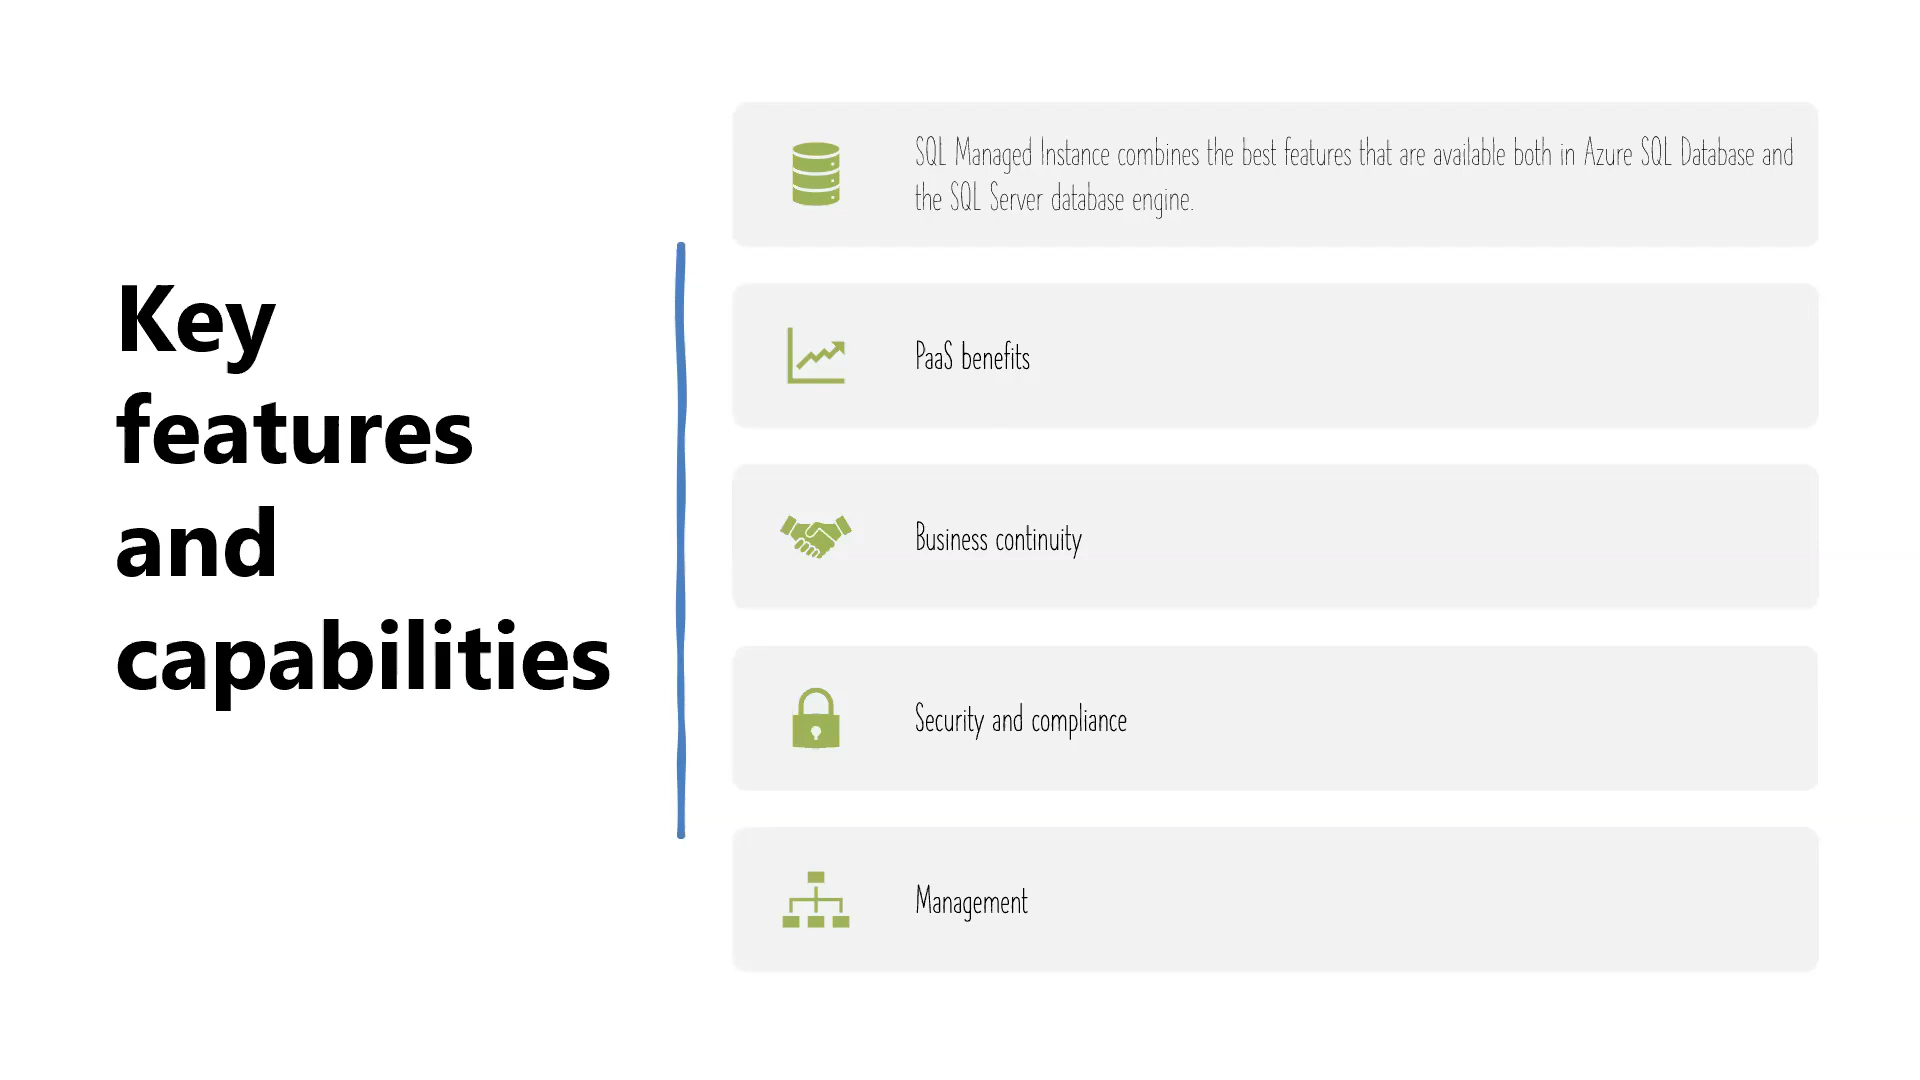 Key
features
and
capabilities
SQL Managed Instance combines the best features that are available both in Azure SQL Database and
the SQL Server database engine.
PaaS benefits
Business continuity
Security and compliance
Management